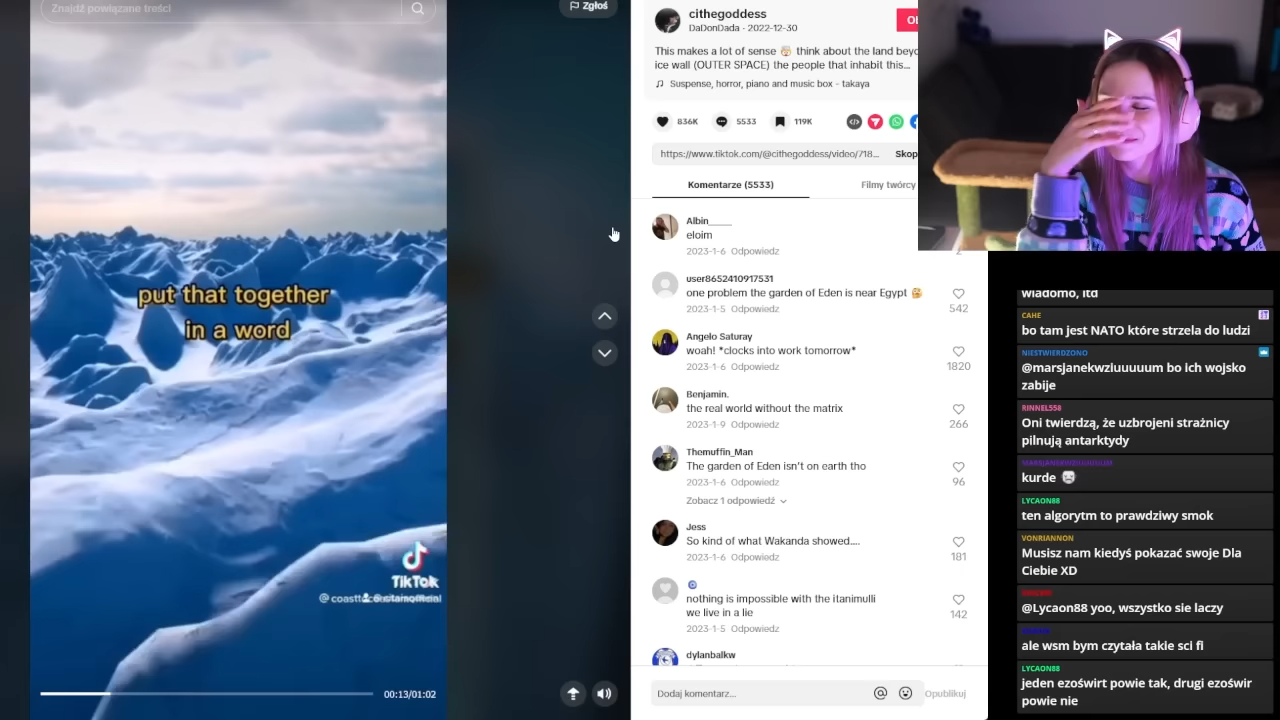 Znajdź powiązane treści
Zgłoś
put that together
in a word
TikTok
00:13/01:02
cithegoddess
DaDonDada · 2022-12-30
This makes a lot of sense 🤯 think about the land
ice wall (OUTER SPACE) the people that inhabit this...
♫ Suspense, horror, piano and music box - takaya
836K
5533
119K
https://www.tiktok.com/@cithegoddess/video/718...
Komentarze (5533)
Filmy twórcy
Albin_____
eloim
2023-1-6 Odpowiedz
2
user8652410917531
one problem the garden of Eden is near Egypt
2023-1-5 Odpowiedz
542
Angelo Saturay
woah! *clocks into work tomorrow*
2023-1-6 Odpowiedz
1820
Benjamin.
the real world without the matrix
2023-1-9 Odpowiedz
266
Themuffin_Man
The garden of Eden isn't on earth tho
2023-1-6 Odpowiedz
96
Zobacz 1 odpowiedź
Jess
So kind of what Wakanda showed....
2023-1-6 Odpowiedz
181
nothing is impossible with the itanimulli
we live in a lie
2023-1-5 Odpowiedz
142
dylanbalkw
Dodaj komentarz...
Opublikuj
wiadomo, itd
CAHE
bo tam jest NATO które strzela do ludzi
NIESTWIERDZONO
@marsjanekwziuuuuum bo ich wojsko
zabije
RINNEL558
Oni twierdzą, że uzbrojeni strażnicy
pilnują antarktydy
kurde
LYCAON88
ten algorytm to prawdziwy smok
VONRIANNON
Musisz nam kiedyś pokazać swoje Dla
Ciebie XD
@Lycaon88 yoo, wszystko sie laczy
ale wsm bym czytała takie sci fi
LYCAON88
jeden ezoświrt powie tak, drugi ezoświr
powie nie